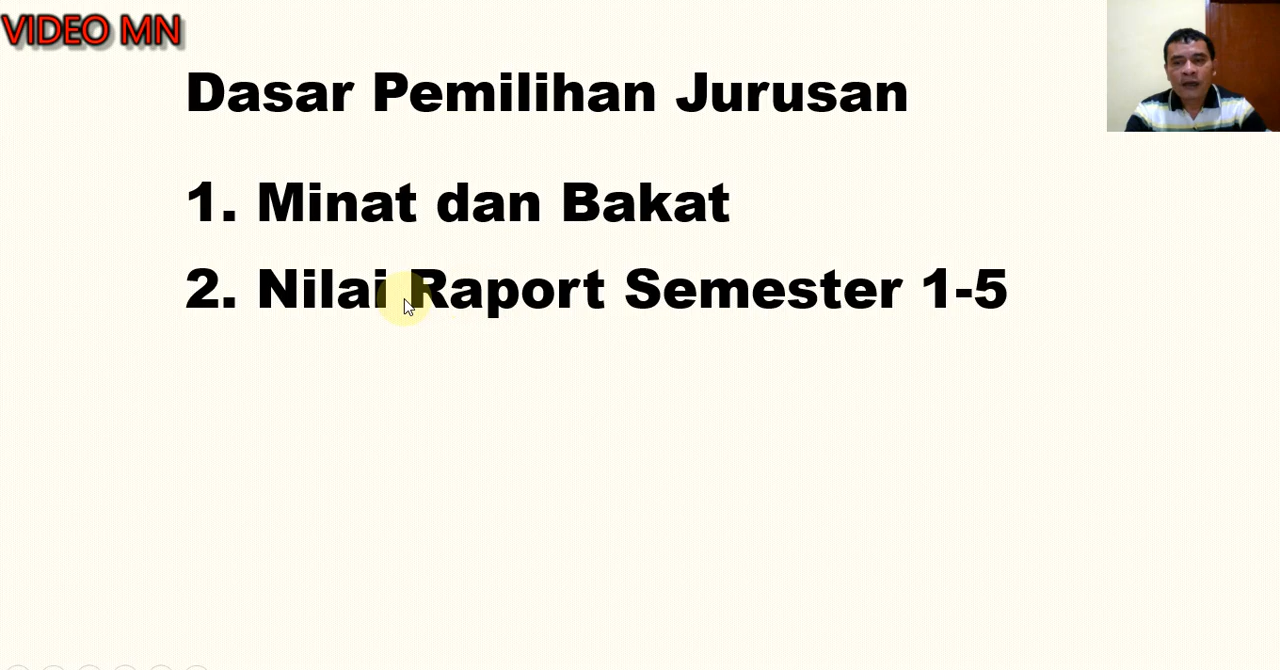 VIDEO MN
Dasar Pemilihan Jurusan
1. Minat dan Bakat
2. Nilai Raport Semester 1-5